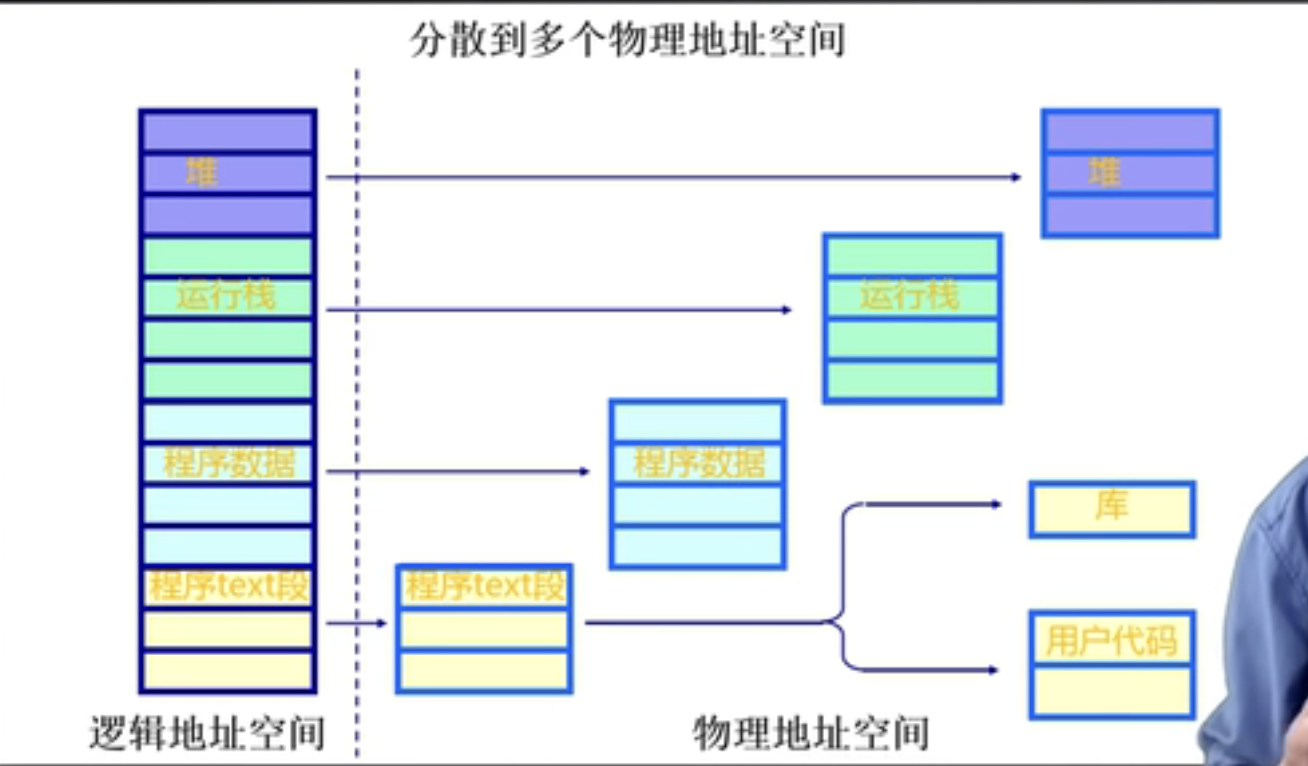 分散到多个物理地址空间
堆
堆
运行栈
运行栈
程序数据
程序数据
库
程序text段
程序text段
用户代码
逻辑地址空间
物理地址空间